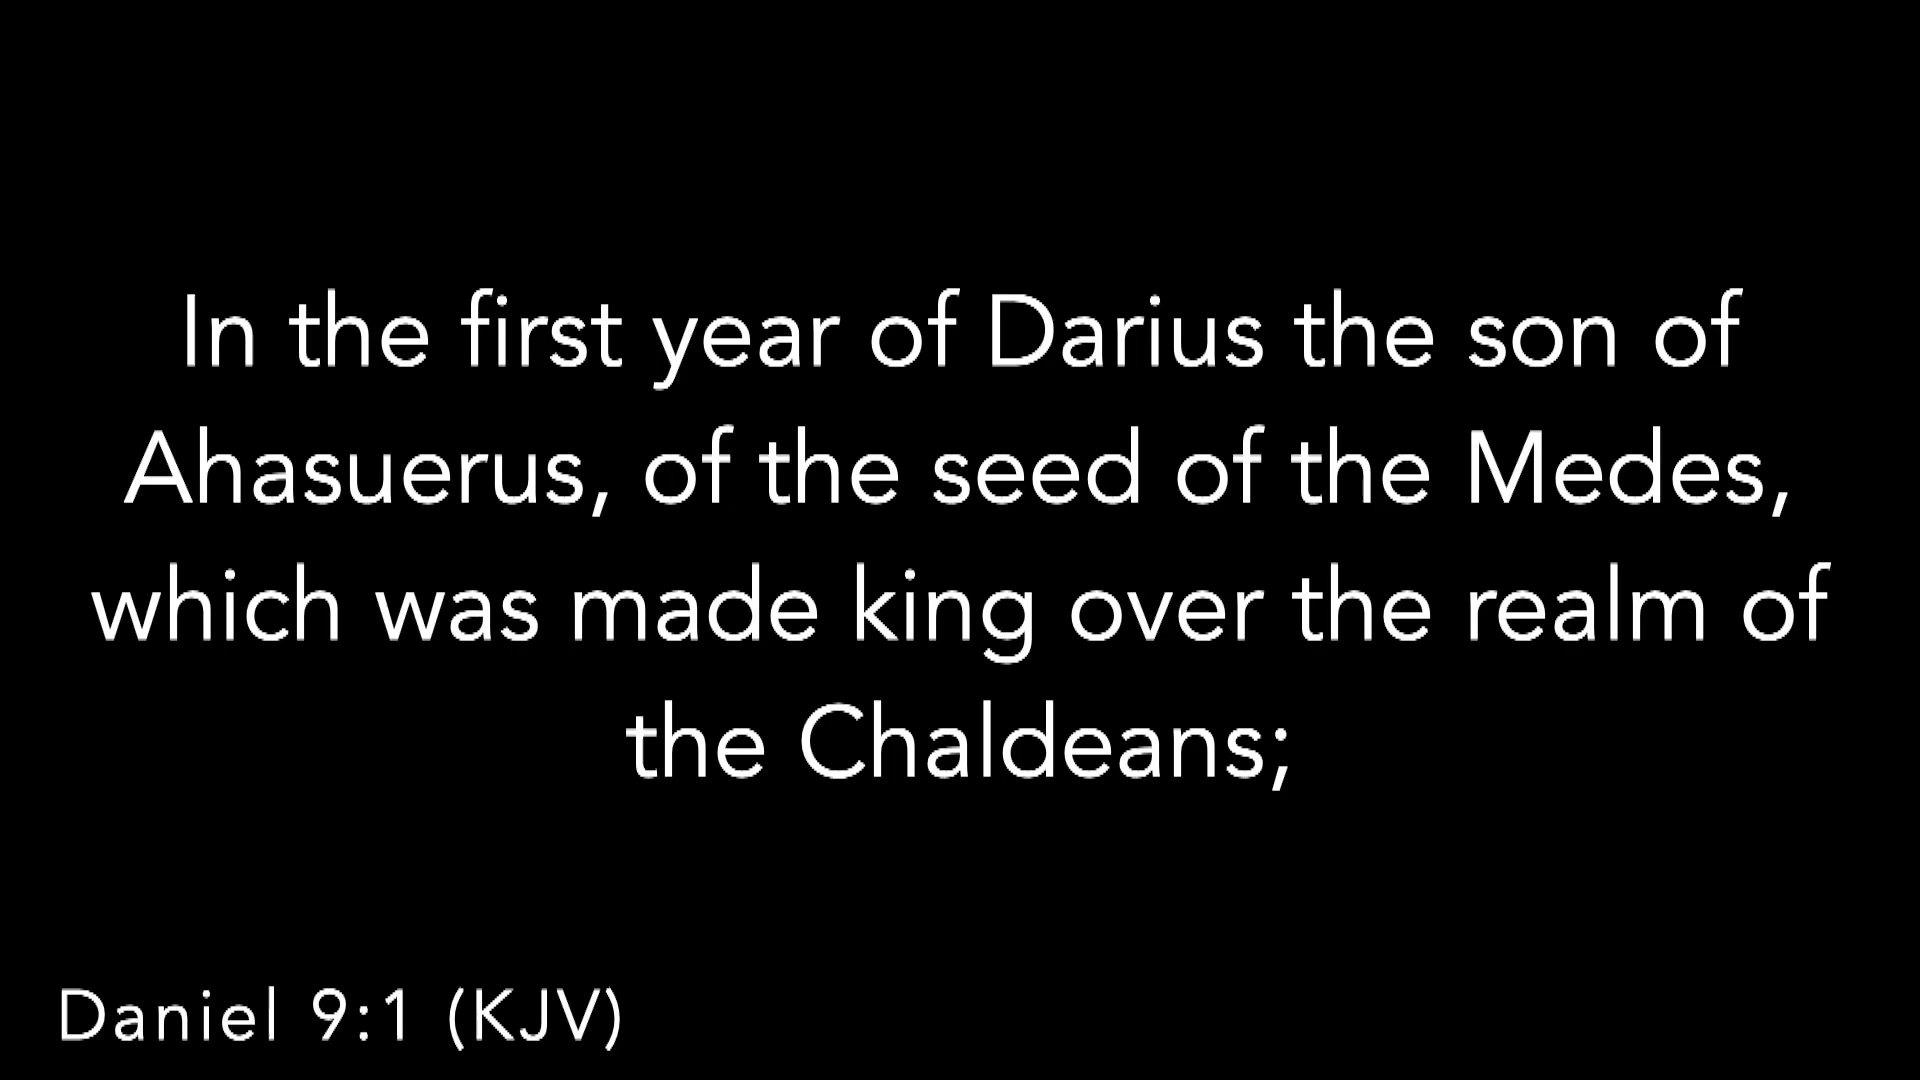 In the first year of Darius the son of
Ahasuerus, of the seed of the Medes,
which was made king over the realm of
the Chaldeans;
Daniel 9:1 (KJV)